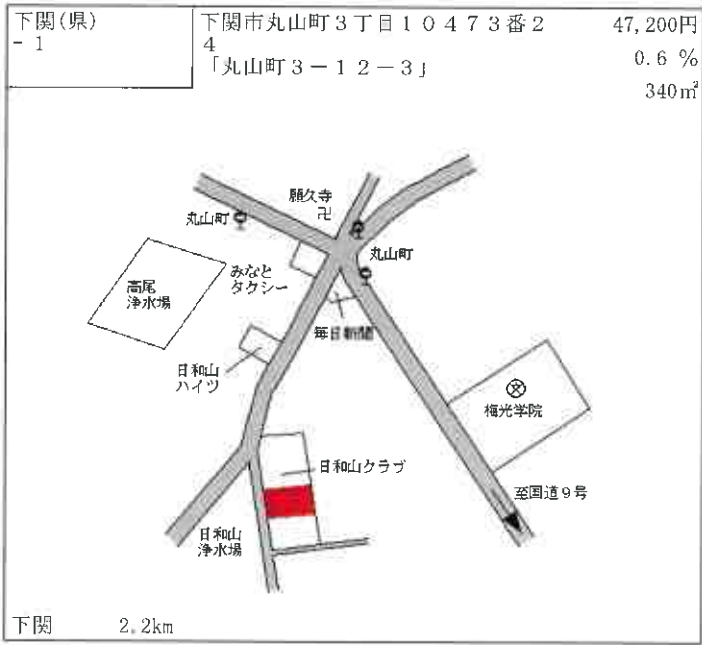 下関(県)
- 1
下関市丸山町3丁目10473番2
4
「丸山町3-12-3」
47,200円
0.6 %
340㎡
願久寺
卍
丸山町
丸山町
みなと
タクシー
高尾
浄水場
毎日新聞
日和山
ハイツ
梅光学院
日和山クラブ
至国道9号
日和山
浄水場
下関 2.2km